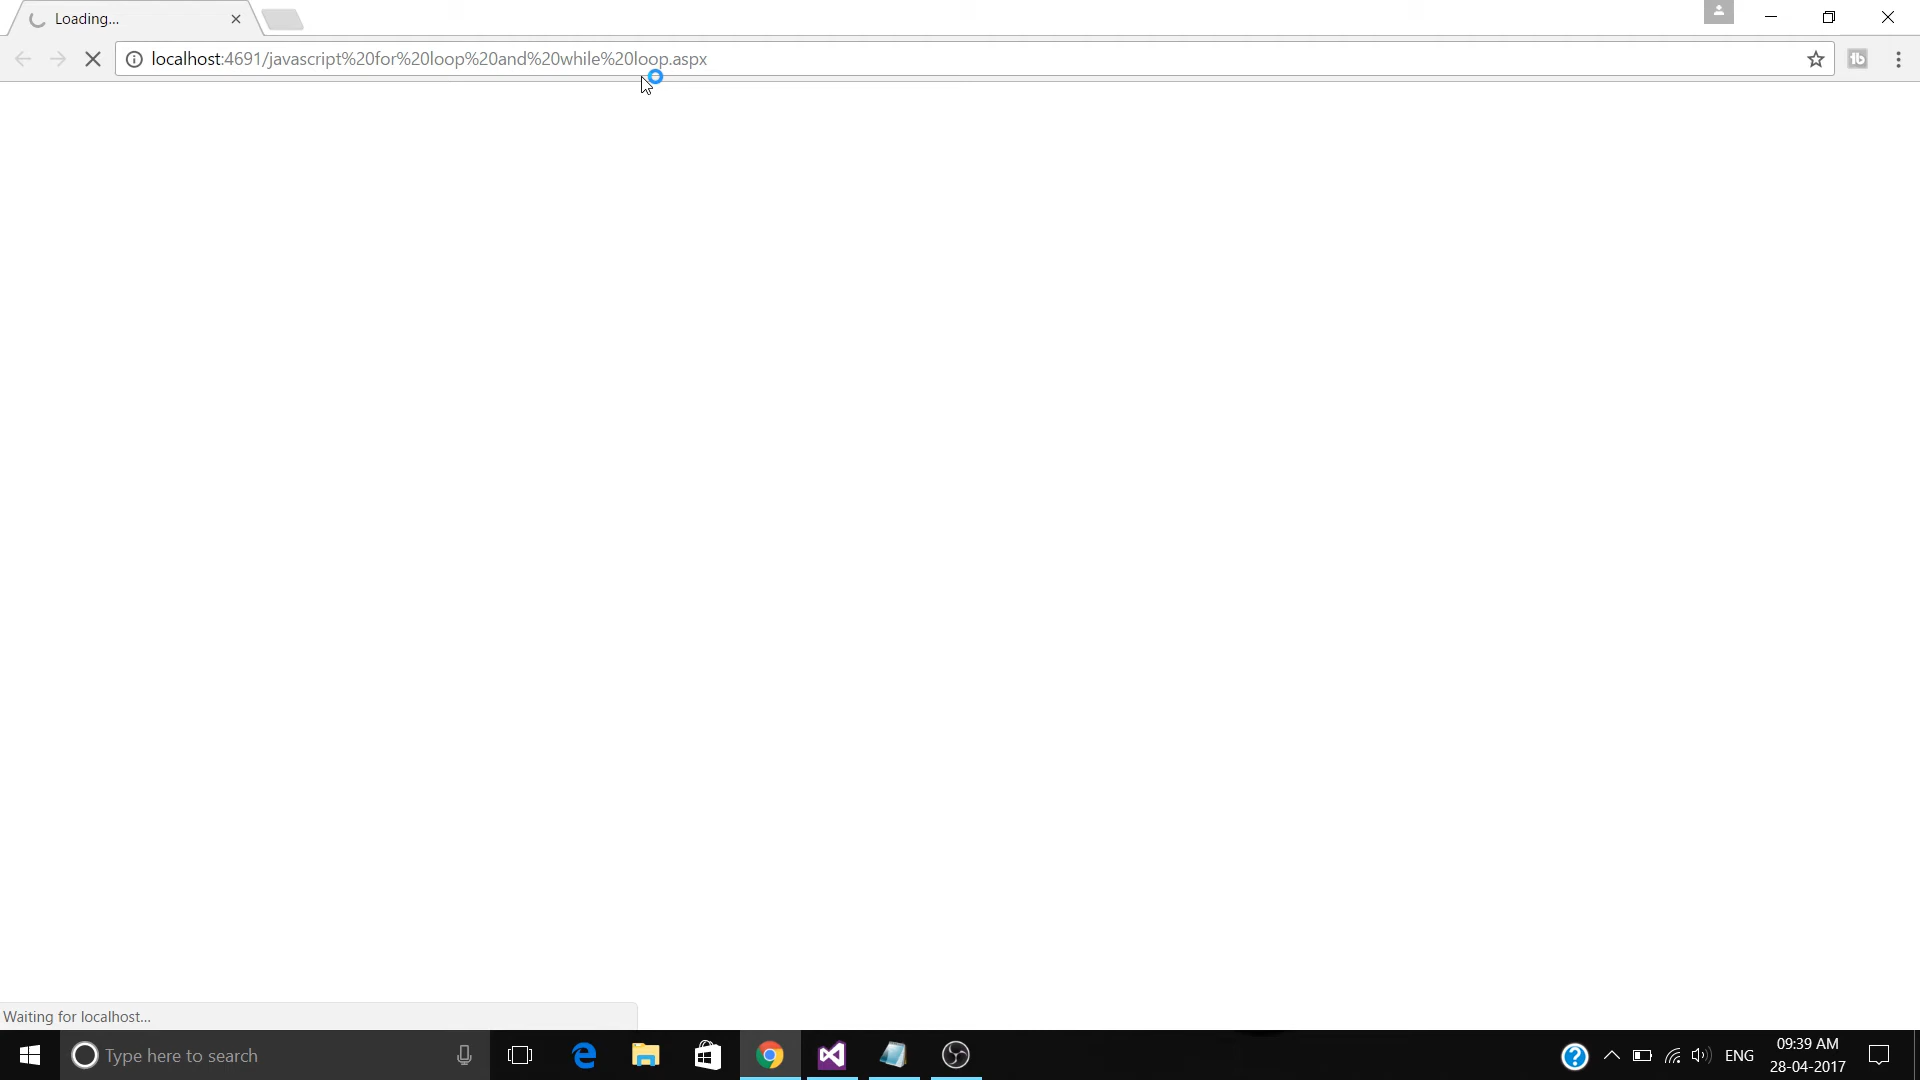 Loading...
localhost:4691/javascript%20for%20loop%20and%20while%20loop.aspx
Waiting for localhost...
Type here to search
ENG
09:39 AM
28-04-2017